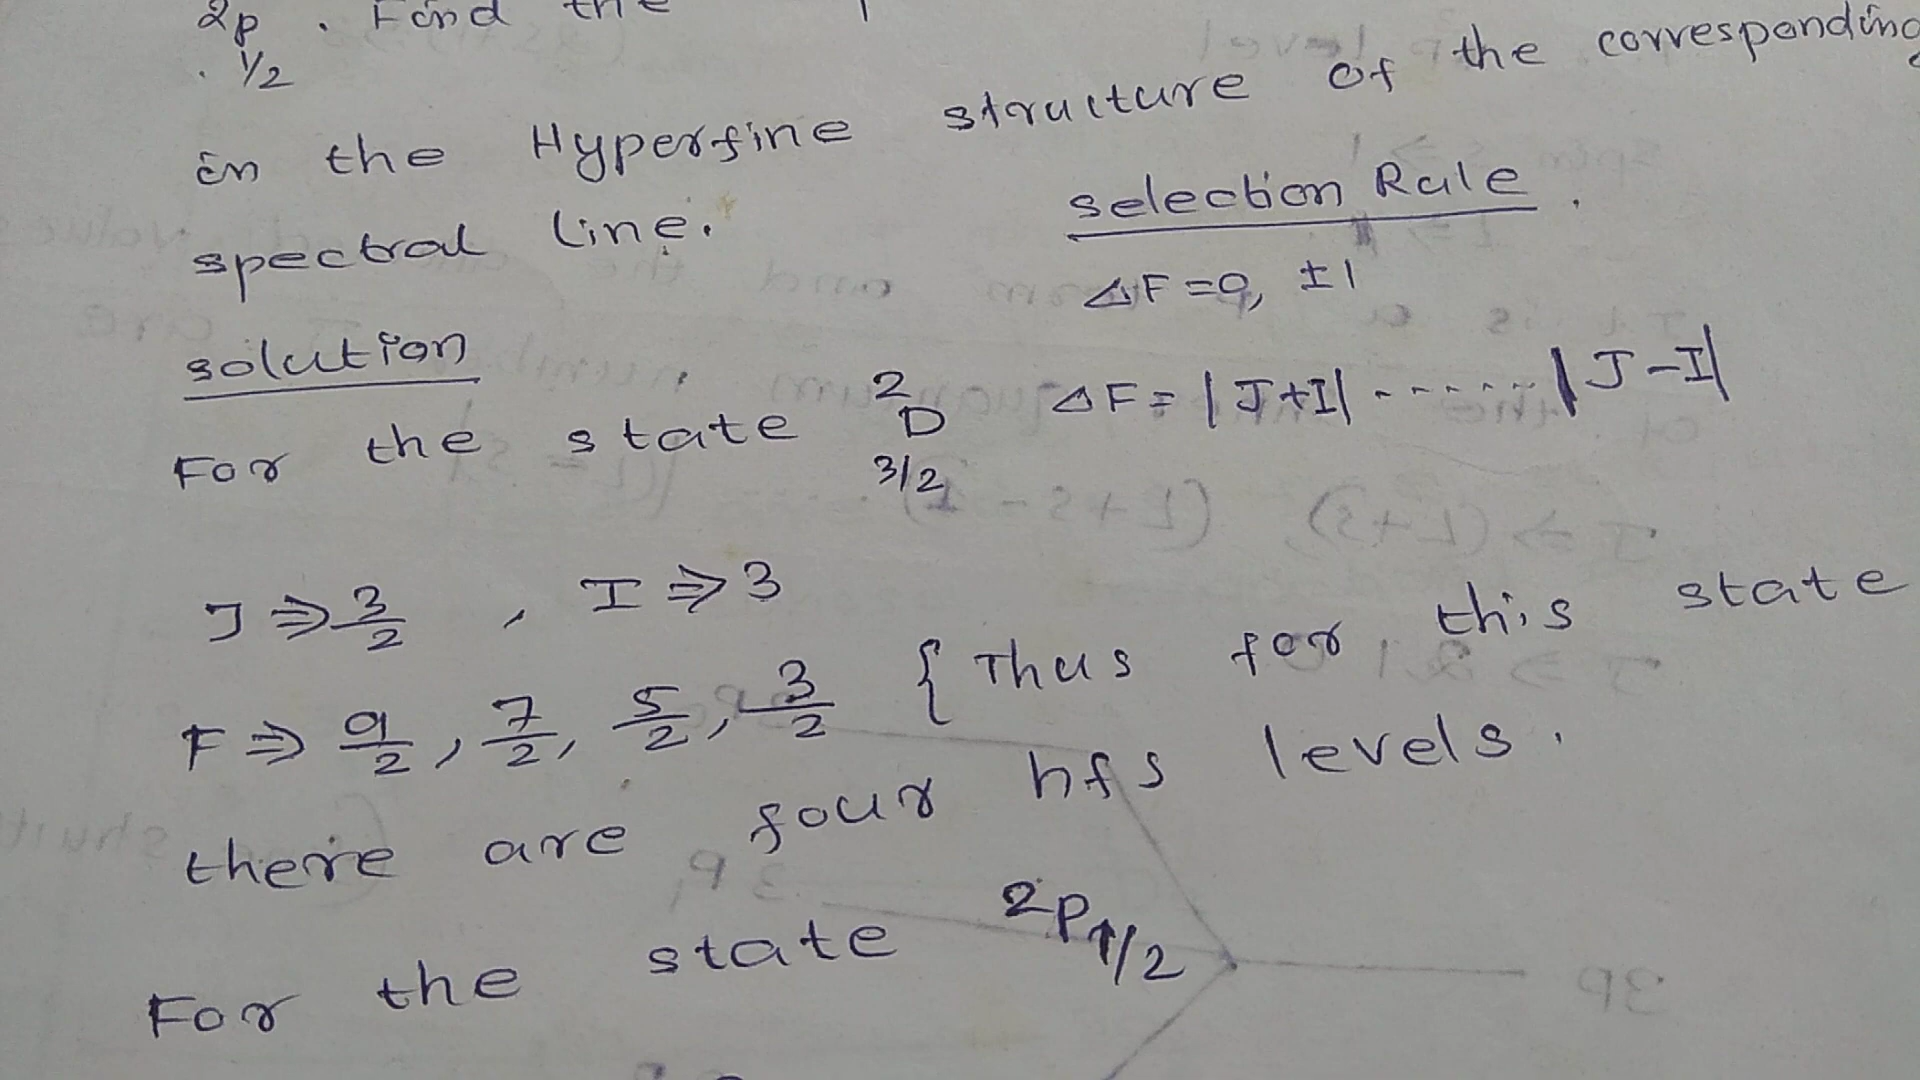 2p . Find the
1/2
in the Hyperfine structure of the corresponding
spectral line.
selection Rule .
ΔF = 0, ±1
solution
For the state 2D3/2
ΔF = |J+I| ------ |J-I|
J ⇒ 3/2 , I ⇒ 3
F ⇒ 9/2, 7/2, 5/2, 3/2 { Thus for this state
there are four hfs levels.
For the state 2P1/2